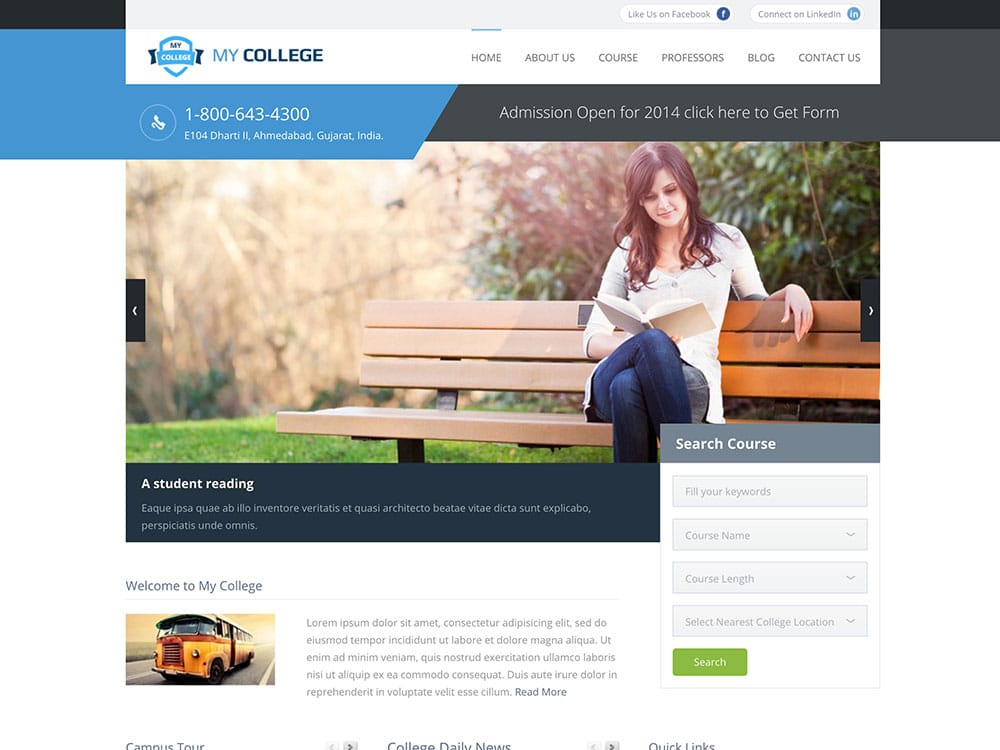 Like Us on Facebook f
Connect on LinkedIn in
MY
COLLEGE
MY COLLEGE
HOME
ABOUT US
COURSE
PROFESSORS
BLOG
CONTACT US
1-800-643-4300
E104 Dharti II, Ahmedabad, Gujarat, India.
Admission Open for 2014 click here to Get Form
A student reading
Eaque ipsa quae ab illo inventore veritatis et quasi architecto beatae vitae dicta sunt explicabo,
perspiciatis unde omnis.
Search Course
Fill your keywords
Course Name
Course Length
Select Nearest College Location
Search
Welcome to My College
Lorem ipsum dolor sit amet, consectetur adipisicing elit, sed do
eiusmod tempor incididunt ut labore et dolore magna aliqua. Ut
enim ad minim veniam, quis nostrud exercitation ullamco laboris
nisi ut aliquip ex ea commodo consequat. Duis aute irure dolor in
reprehenderit in voluptate velit esse cillum. Read More
Campus Tour
College Daily News
Quick Links